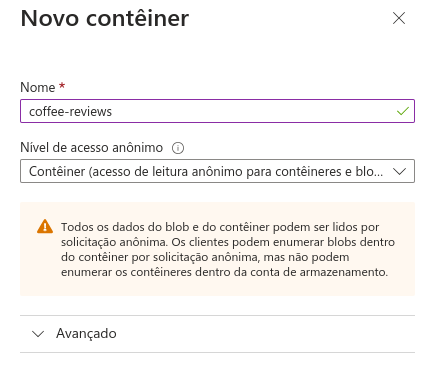 Novo contêiner
Nome *
coffee-reviews
Nivel de acesso anônimo
Contêiner (acesso de leitura anônimo para contêineres e blo...
Todos os dados do blob e do contêiner podem ser lidos por
solicitação anônima. Os clientes podem enumerar blobs dentro
do contêiner por solicitação anônima, mas não podem
enumerar os contêineres dentro da conta de armazenamento.
Avançado